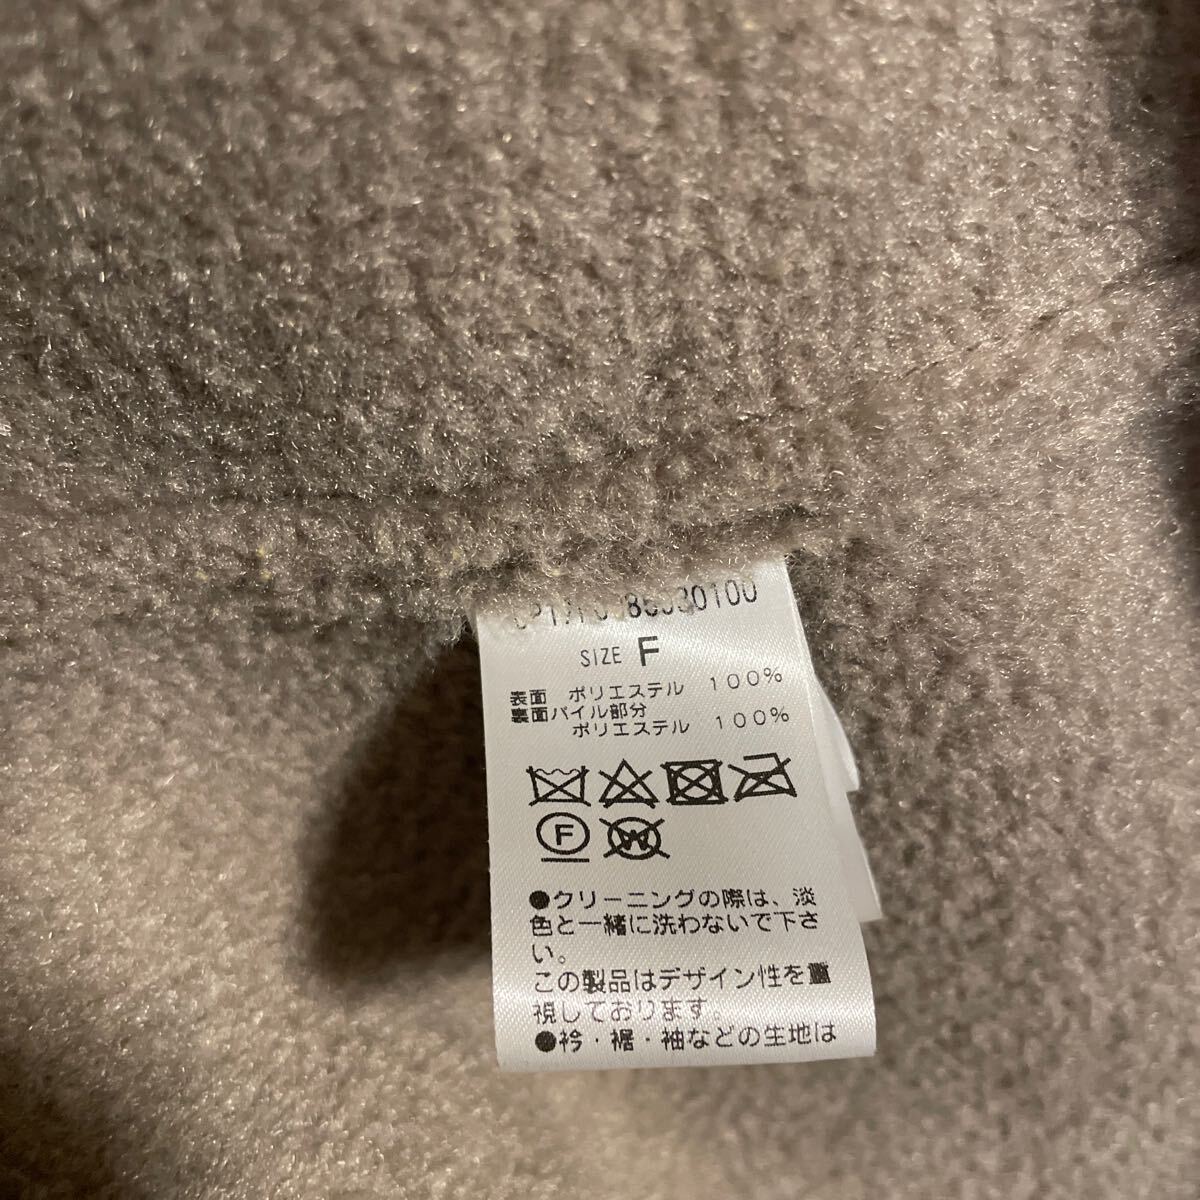 SIZE F
表面 ポリエステル 100%
裏面パイル部分
ポリエステル 100%
F
W
●クリーニングの際は、淡
色と一緒に洗わないで下さ
い。
この製品はデザイン性を重
視しております。
●衿・裾・袖などの生地は